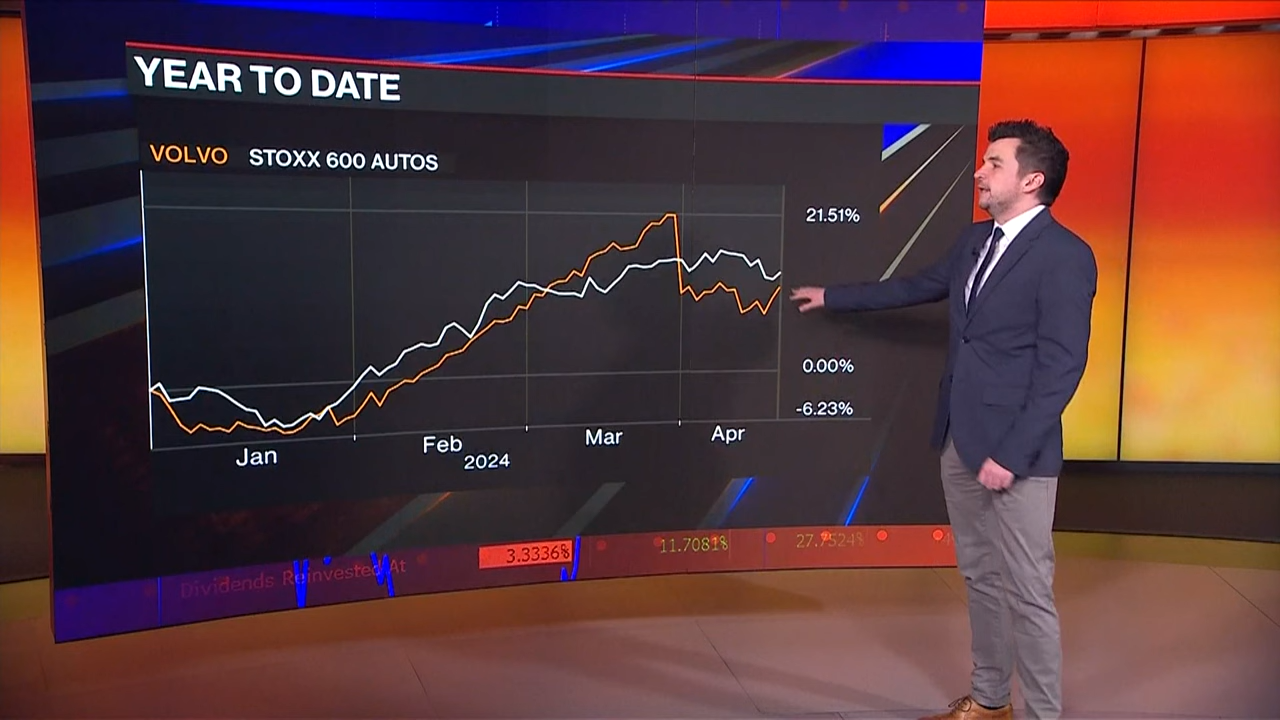 YEAR TO DATE
VOLVO STOXX 600 AUTOS
21.51%
0.00%
-6.23%
Jan Feb Mar Apr
2024
Dividends Reinvested At 3.3336% 11.7081% 27.7524%